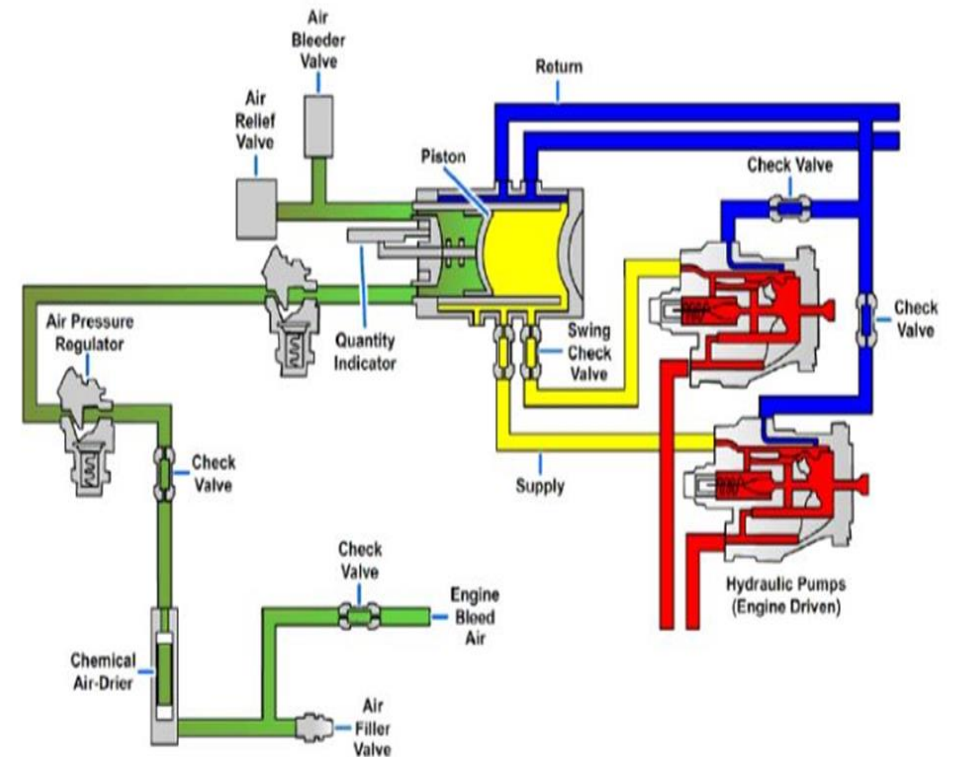 Air
Bleeder
Valve
Return
Air
Relief
Valve
Piston
Check Valve
Air Pressure
Regulator
Quantity
Indicator
Swing
Check
Valve
Check
Valve
Check
Valve
Supply
Check
Valve
Engine
Bleed
Air
Hydraulic Pumps
(Engine Driven)
Chemical
Air-Drier
Air
Filler
Valve